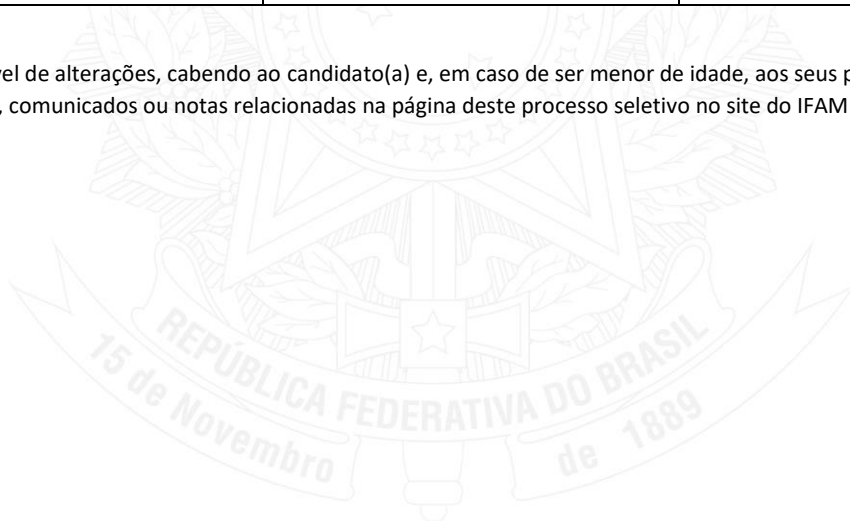 el de alterações, cabendo ao candidato(a) e, em caso de ser menor de idade, aos seus
, comunicados ou notas relacionadas na página deste processo seletivo no site do IFAM
REPÚBLICA FEDERATIVA DO BRASIL
15 de Novembro de 1889